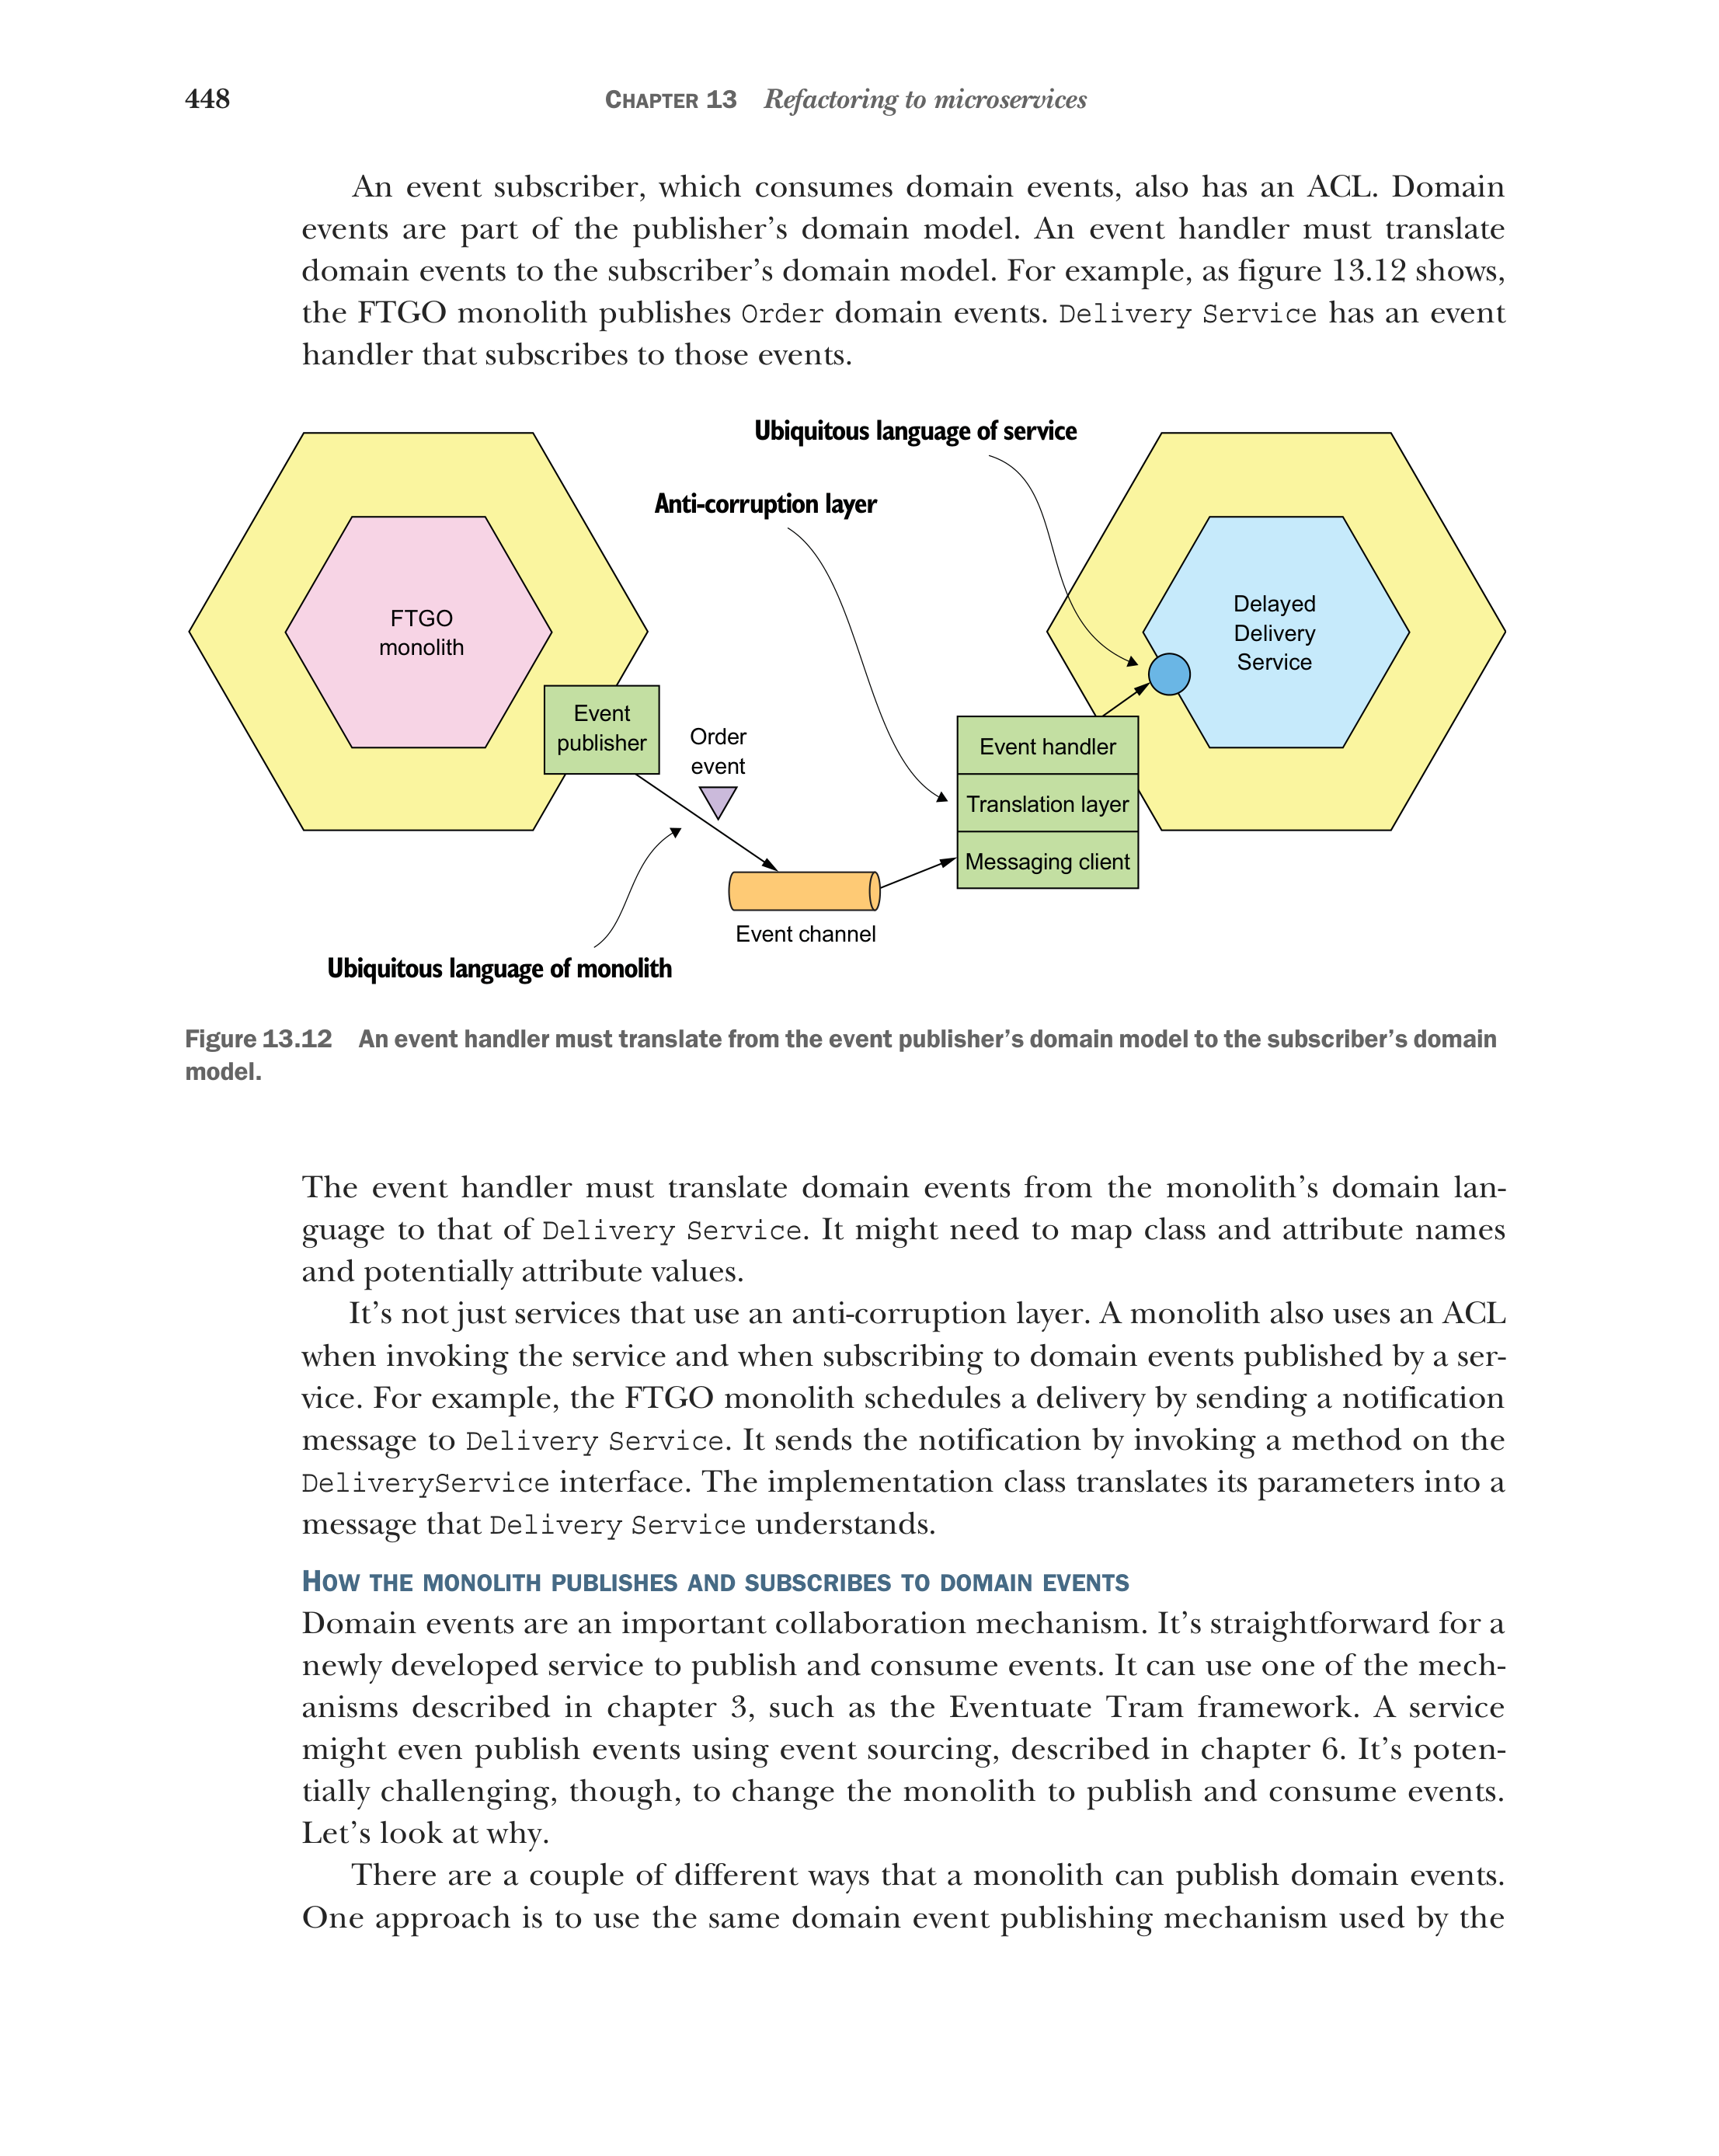 448
CHAPTER 13 Refactoring to microservices
An event subscriber, which consumes domain events, also has an ACL. Domain
events are part of the publisher’s domain model. An event handler must translate
domain events to the subscriber’s domain model. For example, as figure 13.12 shows,
the FTGO monolith publishes Order domain events. Delivery Service has an event
handler that subscribes to those events.
Ubiquitous language of service
Anti-corruption layer
FTGO
monolith
Delayed
Delivery
Service
Event
publisher
Order
event
Event handler
Translation layer
Messaging client
Event channel
Ubiquitous language of monolith
Figure 13.12 An event handler must translate from the event publisher’s domain model to the subscriber’s domain
model.
The event handler must translate domain events from the monolith’s domain lan-
guage to that of Delivery Service. It might need to map class and attribute names
and potentially attribute values.
It’s not just services that use an anti-corruption layer. A monolith also uses an ACL
when invoking the service and when subscribing to domain events published by a ser-
vice. For example, the FTGO monolith schedules a delivery by sending a notification
message to Delivery Service. It sends the notification by invoking a method on the
DeliveryService interface. The implementation class translates its parameters into a
message that Delivery Service understands.
HOW THE MONOLITH PUBLISHES AND SUBSCRIBES TO DOMAIN EVENTS
Domain events are an important collaboration mechanism. It’s straightforward for a
newly developed service to publish and consume events. It can use one of the mech-
anisms described in chapter 3, such as the Eventuate Tram framework. A service
might even publish events using event sourcing, described in chapter 6. It’s poten-
tially challenging, though, to change the monolith to publish and consume events.
Let’s look at why.
There are a couple of different ways that a monolith can publish domain events.
One approach is to use the same domain event publishing mechanism used by the